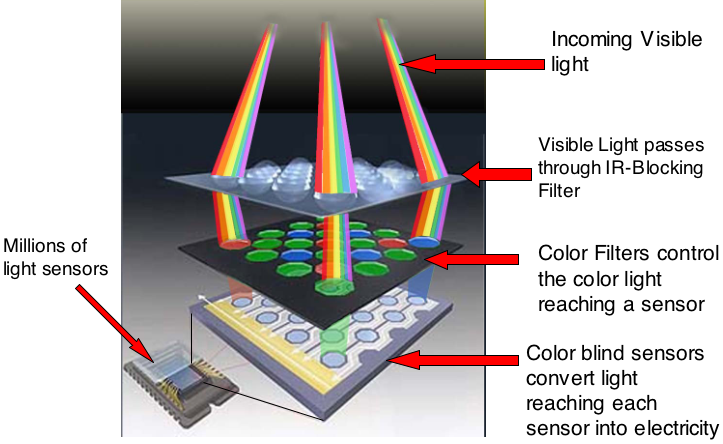 Incoming Visible
light
Visible Light passes
through IR-Blocking
Filter
Millions of
light sensors
Color Filters control
the color light
reaching a sensor
Color blind sensors
convert light
reaching each
sensor into electricity